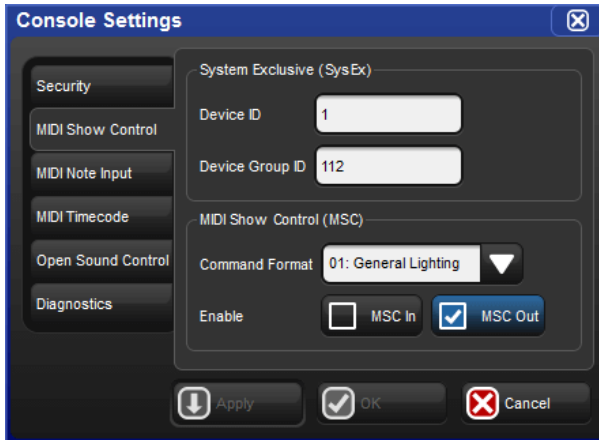 Console Settings
Security
MIDI Show Control
MIDI Note Input
MIDI Timecode
Open Sound Control
Diagnostics
System Exclusive (SysEx)
Device ID 1
Device Group ID 112
MIDI Show Control (MSC)
Command Format 01: General Lighting
Enable MSC In MSC Out
Apply OK Cancel